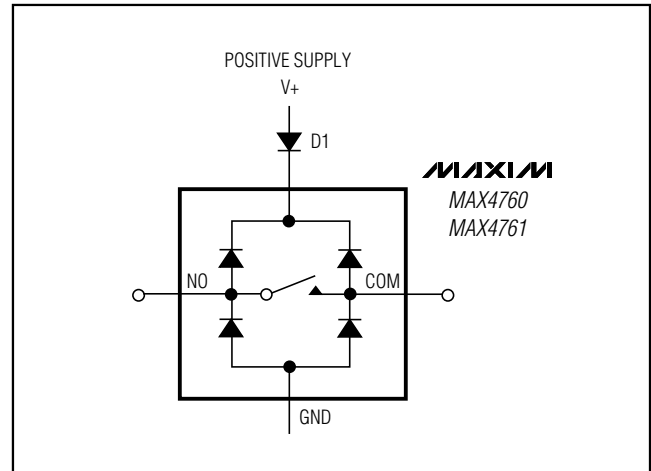 POSITIVE SUPPLY
V+
D1
MAXIM
MAX4760
MAX4761
NO
COM
GND